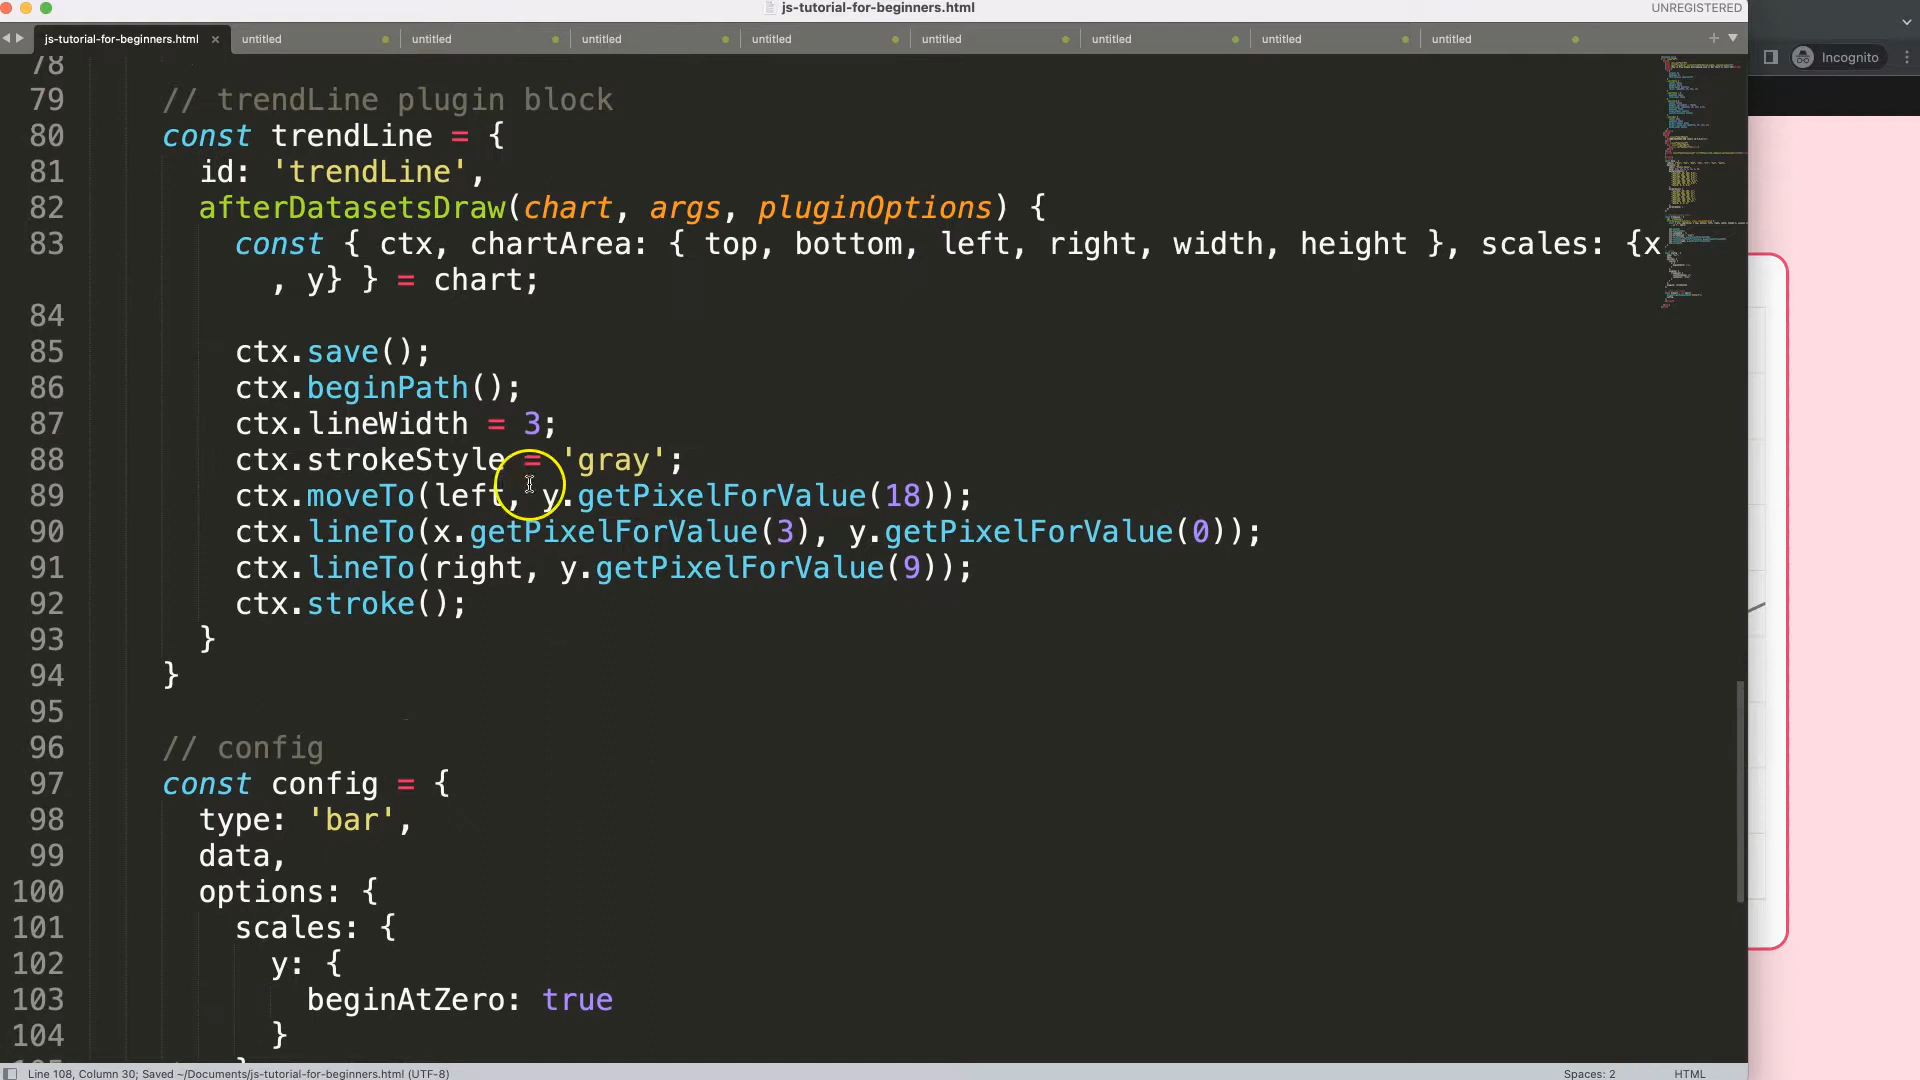 js-tutorial-for-beginners.html
UNREGISTERED
js-tutorial-for-beginners.html × untitled untitled untitled untitled untitled untitled untitled untitled +
Incognito
78
79 // trendLine plugin block
80 const trendLine = {
81 id: 'trendLine',
82 afterDatasetsDraw(chart, args, pluginOptions) {
83 const { ctx, chartArea: { top, bottom, left, right, width, height }, scales: {x
, y} } = chart;
84
85 ctx.save();
86 ctx.beginPath();
87 ctx.lineWidth = 3;
88 ctx.strokeStyle = 'gray';
89 ctx.moveTo(left, y.getPixelForValue(18));
90 ctx.lineTo(x.getPixelForValue(3), y.getPixelForValue(0));
91 ctx.lineTo(right, y.getPixelForValue(9));
92 ctx.stroke();
93 }
94 }
95
96 // config
97 const config = {
98 type: 'bar',
99 data,
100 options: {
101 scales: {
102 y: {
103 beginAtZero: true
104 }
Line 108, Column 30; Saved ~/Documents/js-tutorial-for-beginners.html (UTF-8)
Spaces: 2
HTML